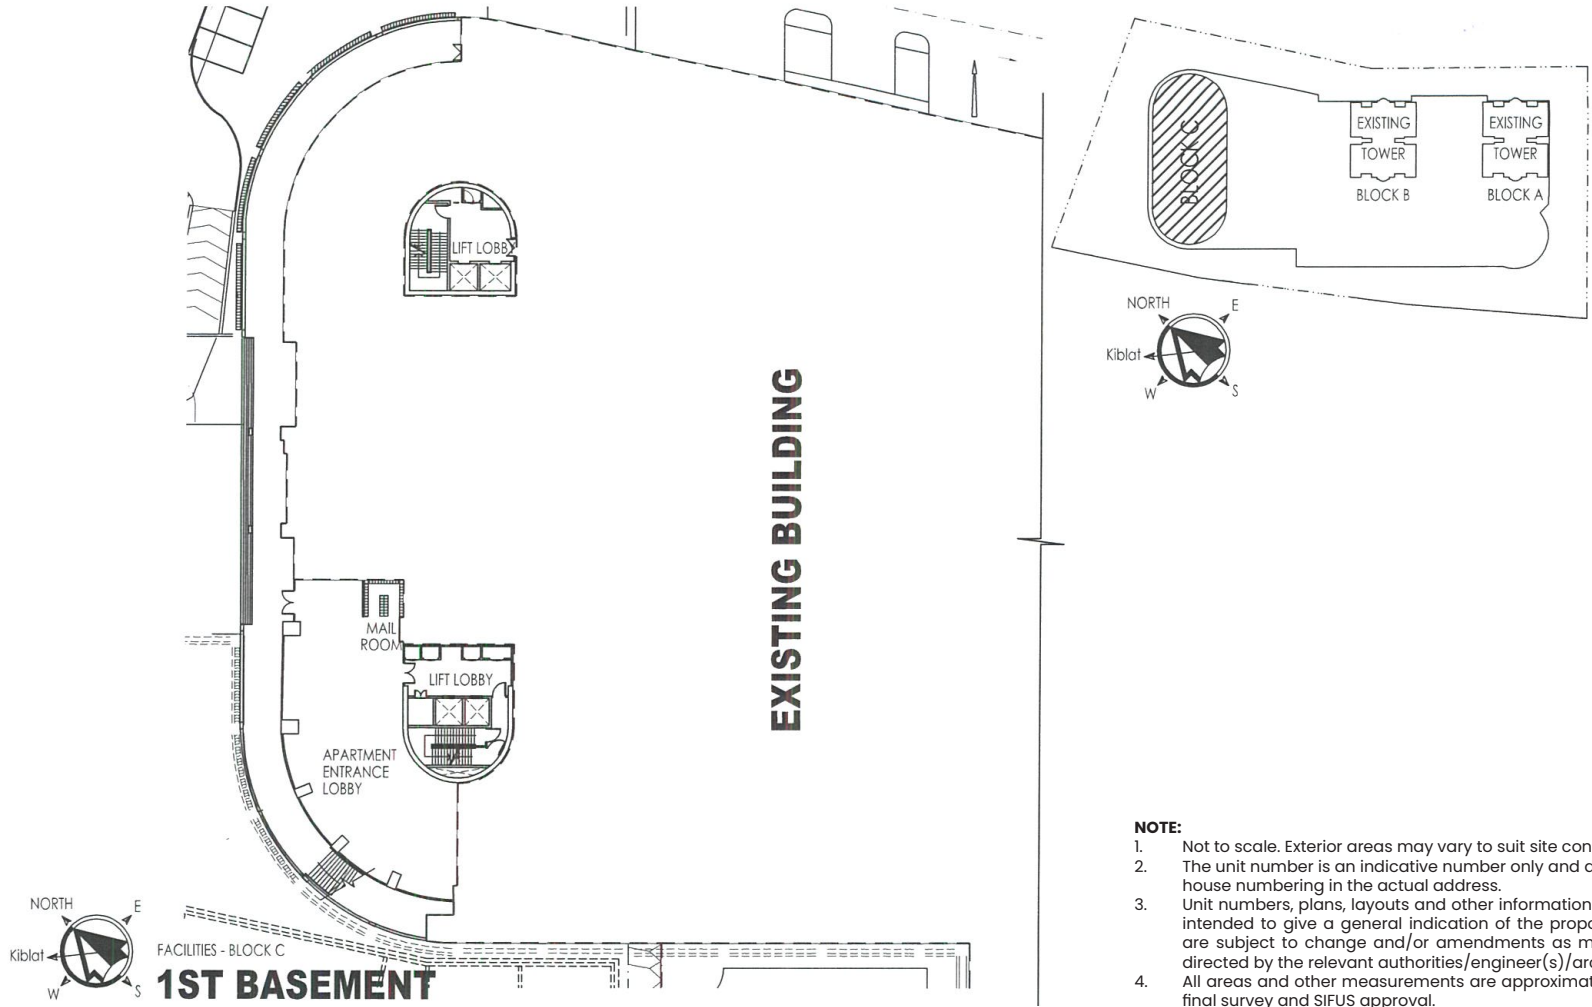 LIFT LOBBY
EXISTING BUILDING
MAIL
ROOM
LIFT LOBBY
APARTMENT
ENTRANCE
LOBBY
NORTH
E
Kiblat
W
S
FACILITIES - BLOCK C
1ST BASEMENT
BLOCK C
EXISTING
TOWER
BLOCK B
EXISTING
TOWER
BLOCK A
NORTH
E
Kiblat
W
S
NOTE:
1. Not to scale. Exterior areas may vary to suit site con
2. The unit number is an indicative number only and
house numbering in the actual address.
3. Unit numbers, plans, layouts and other information
intended to give a general indication of the propo
are subject to change and/or amendments as m
directed by the relevant authorities/engineer(s)/arc
4. All areas and other measurements are approximat
final survey and SIFUS approval.